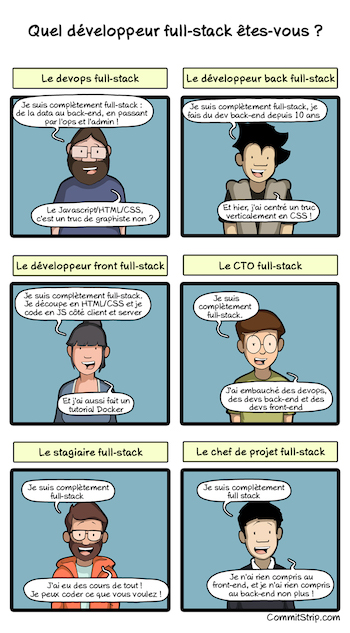 Quel développeur full-stack êtes-vous ?
Le devops full-stack
Je suis complètement full-stack :
de la data au back-end, en passant
par l'ops et l'admin !
Le Javascript/HTML/CSS,
c'est un truc de graphiste non ?
Le développeur back full-stack
Je suis complètement full-stack, je
fais du dev back-end depuis 10 ans
Et hier, j'ai centré un truc
verticalement en CSS !
Le développeur front full-stack
Je suis complètement full-stack.
Je découpe en HTML/CSS et je
code en JS côté client et server
Et j'ai aussi fait un
tutorial Docker
Le CTO full-stack
Je suis
complètement
full-stack.
J'ai embauché des devops,
des devs back-end et des
devs front-end
Le stagiaire full-stack
Je suis complètement
full-stack
J'ai eu des cours de tout !
Je peux coder ce que vous voulez !
Le chef de projet full-stack
Je suis complètement
full stack
Je n'ai rien compris au
front-end, et je n'ai rien compris
au back-end non plus !
CommitStrip.com